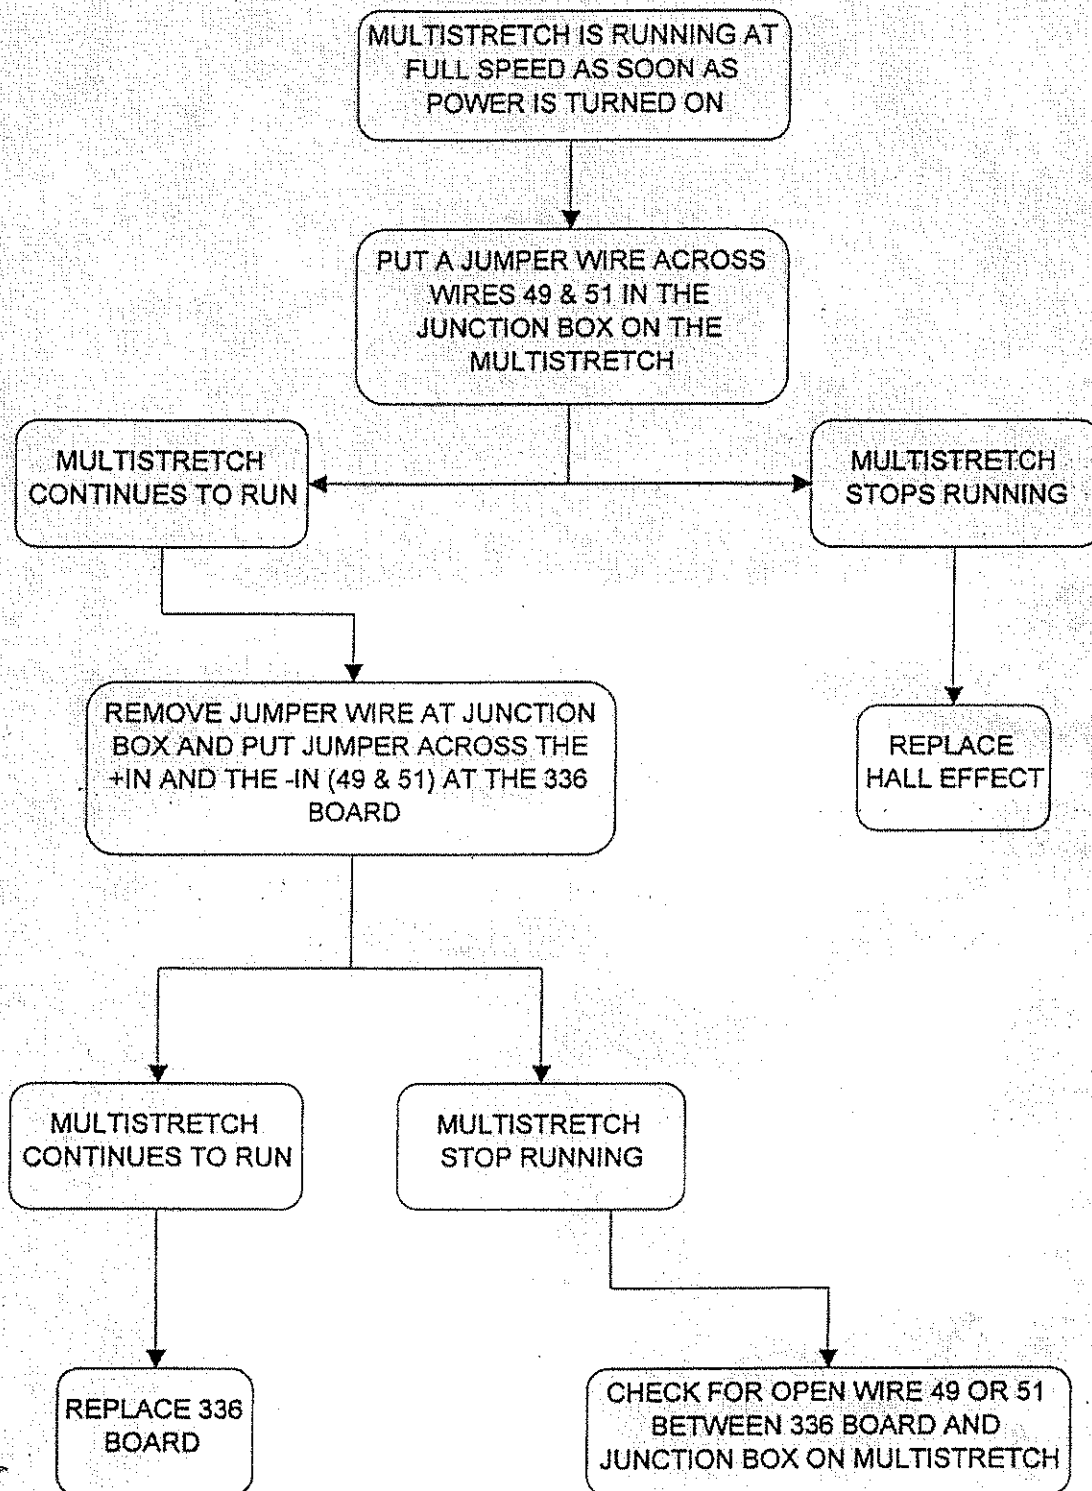 MULTISTRETCH IS RUNNING AT
FULL SPEED AS SOON AS
POWER IS TURNED ON
PUT A JUMPER WIRE ACROSS
WIRES 49 & 51 IN THE
JUNCTION BOX ON THE
MULTISTRETCH
MULTISTRETCH
CONTINUES TO RUN
MULTISTRETCH
STOPS RUNNING
REMOVE JUMPER WIRE AT JUNCTION
BOX AND PUT JUMPER ACROSS THE
+IN AND THE -IN (49 & 51) AT THE 336
BOARD
REPLACE
HALL EFFECT
MULTISTRETCH
CONTINUES TO RUN
MULTISTRETCH
STOP RUNNING
REPLACE 336
BOARD
CHECK FOR OPEN WIRE 49 OR 51
BETWEEN 336 BOARD AND
JUNCTION BOX ON MULTISTRETCH